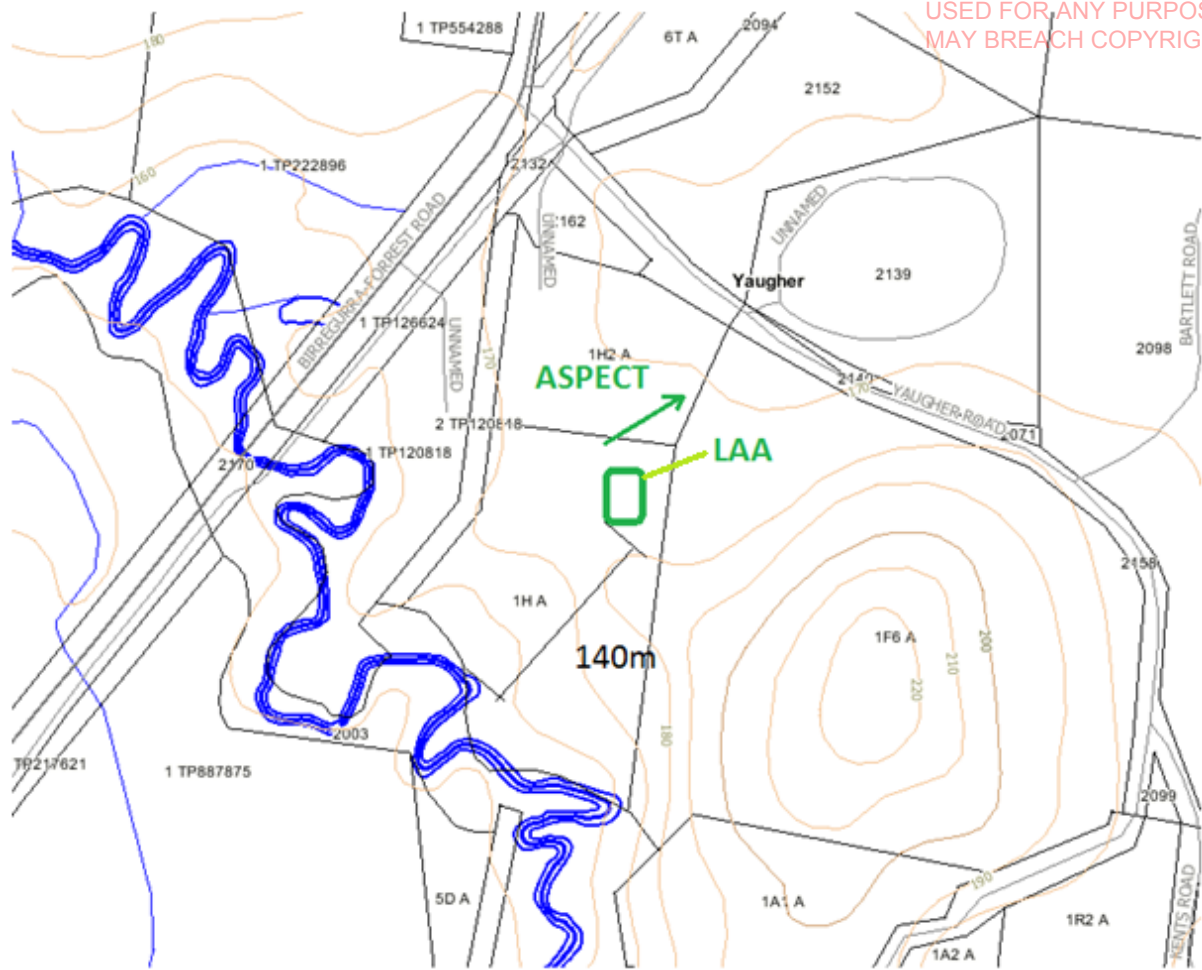 USED FOR ANY PURPOS
MAY BREACH COPYRIG
1 TP554288
6T A
2094
180
2152
2132
1 TP222896
160
UNNAMED
162
UNNAMED
BIRREGURRA-FORREST ROAD
BARTLETT ROAD
2139
Yaugher
1 TP126624
UNNAMED
170
1H2 A
2098
ASPECT
2140
170
YAUGHER ROAD
2071
2 TP120818
1 TP120818
LAA
2170
2158
1H A
1F6 A
200
140m
210
220
180
2003
TP217621
1 TP887875
2099
190
5D A
1A1 A
1R2 A
KENTS ROAD
1A2 A